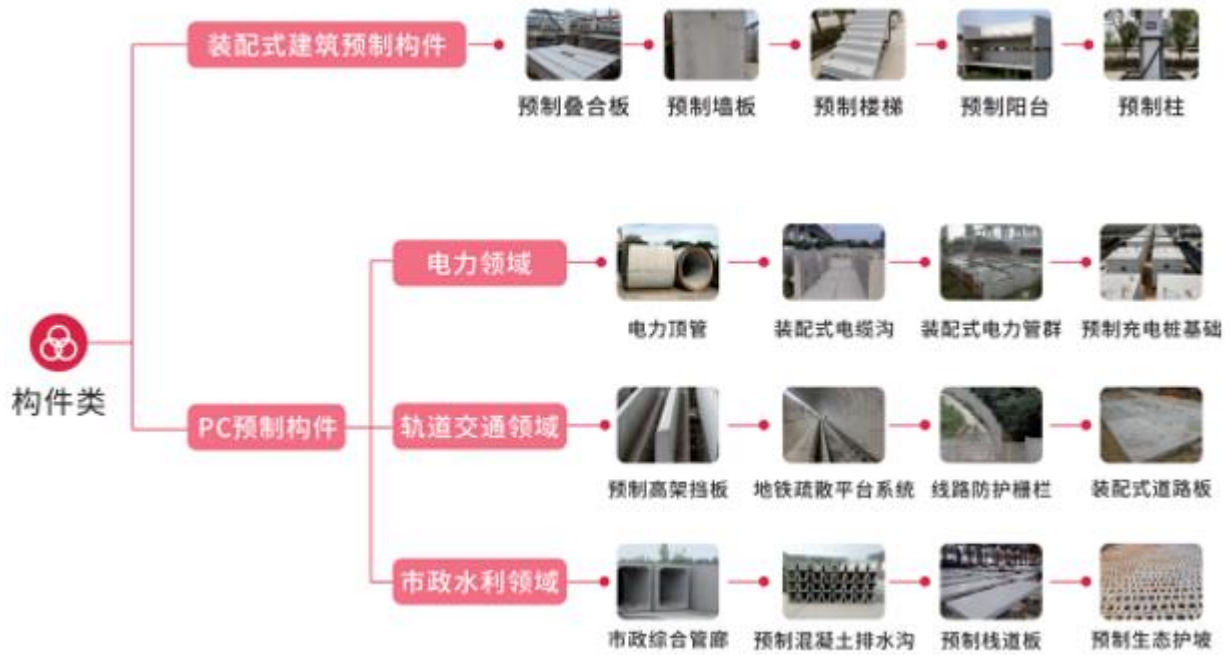 装配式建筑预制构件
预制叠合板 预制墙板 预制楼梯 预制阳台 预制柱
电力领域
电力顶管 装配式电缆沟 装配式电力管群 预制充电桩基础
构件类
PC预制构件
轨道交通领域
预制高架挡板 地铁疏散平台系统 线路防护栅栏 装配式道路板
市政水利领域
市政综合管廊 预制混凝土排水沟 预制栈道板 预制生态护坡